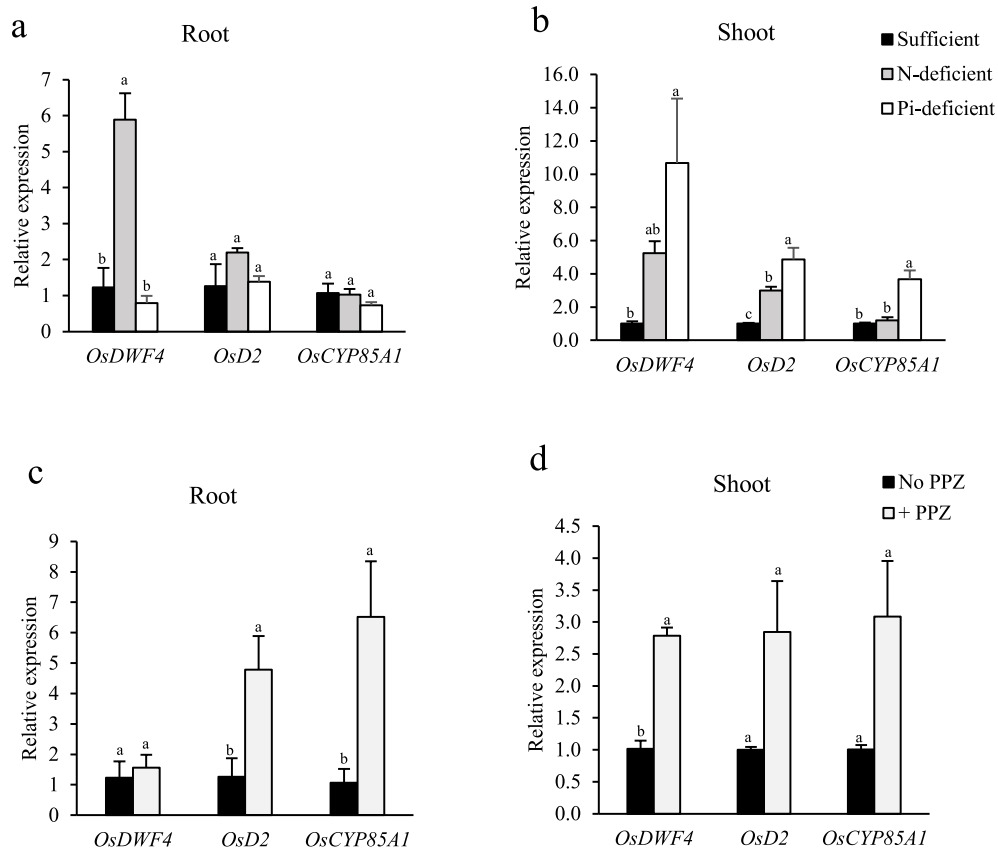 a
Root
7
6
5
4
3
2
1
0
Relative expression
a
b
b
a
a
a
a
a
a
OsDWF4 OsD2 OsCYP85A1
b
Shoot
Sufficient
N-deficient
Pi-deficient
16.0
14.0
12.0
10.0
8.0
6.0
4.0
2.0
0.0
Relative expression
b
ab
a
c
b
a
b
b
a
OsDWF4 OsD2 OsCYP85A1
c
Root
9
8
7
6
5
4
3
2
1
0
Relative expression
a
a
b
a
b
a
OsDWF4 OsD2 OsCYP85A1
d
Shoot
No PPZ
+ PPZ
4.5
4.0
3.5
3.0
2.5
2.0
1.5
1.0
0.5
0.0
Relative expression
b
a
a
a
a
a
OsDWF4 OsD2 OsCYP85A1